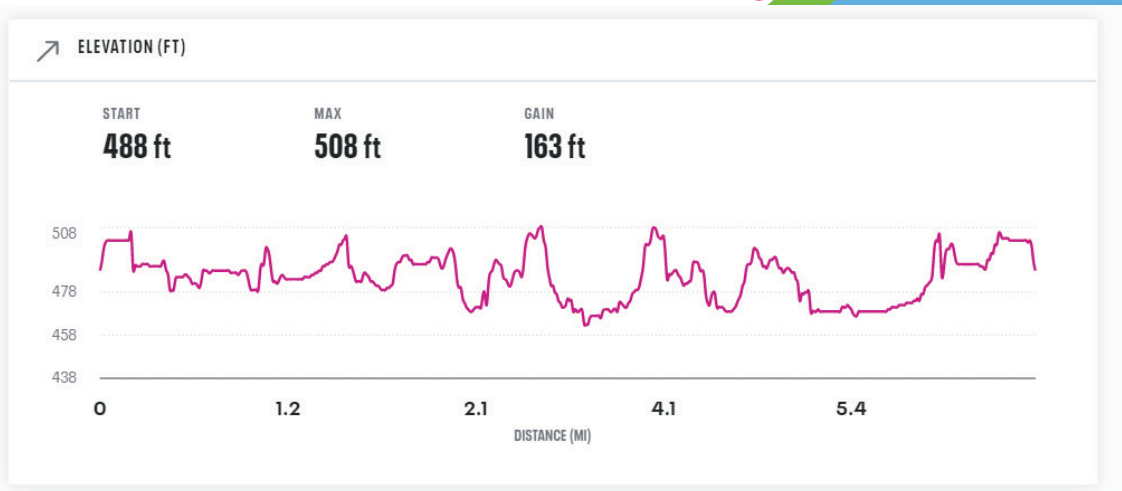 ELEVATION (FT)
START MAX GAIN
488 ft 508 ft 163 ft
508
478
458
438
0 1.2 2.1 4.1 5.4
DISTANCE (MI)